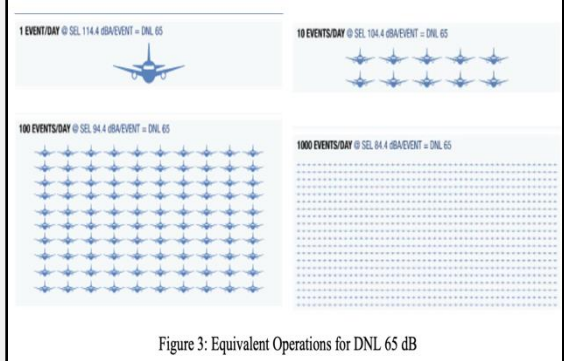 1 EVENT/DAY @ SEL 114.4 dBA/EVENT = DNL 65
10 EVENTS/DAY @ SEL 104.4 dBA/EVENT = DNL 65
100 EVENTS/DAY @ SEL 94.4 dBA/EVENT = DNL 65
1000 EVENTS/DAY @ SEL 84.4 dBA/EVENT = DNL 65
Figure 3: Equivalent Operations for DNL 65 dB